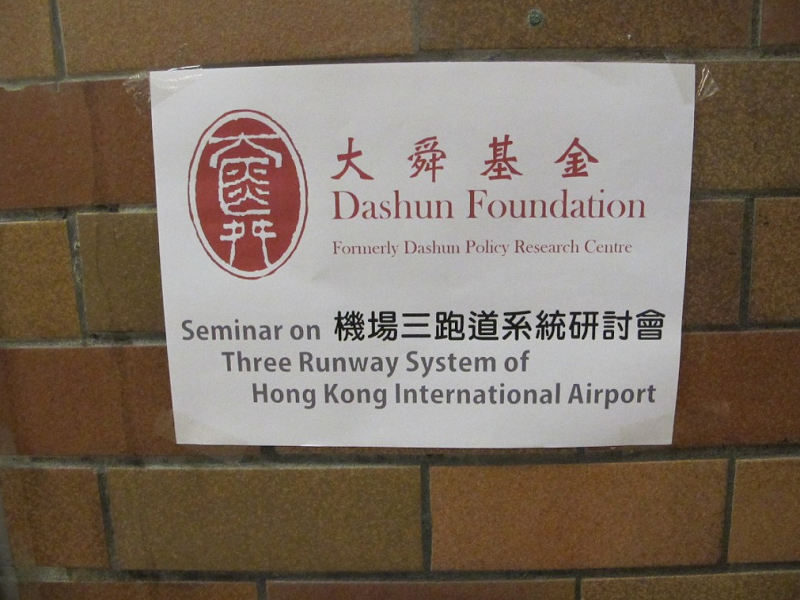 大舜基金
Dashun Foundation
Formerly Dashun Policy Research Centre
Seminar on 機場三跑道系統研討會
Three Runway System of
Hong Kong International Airport